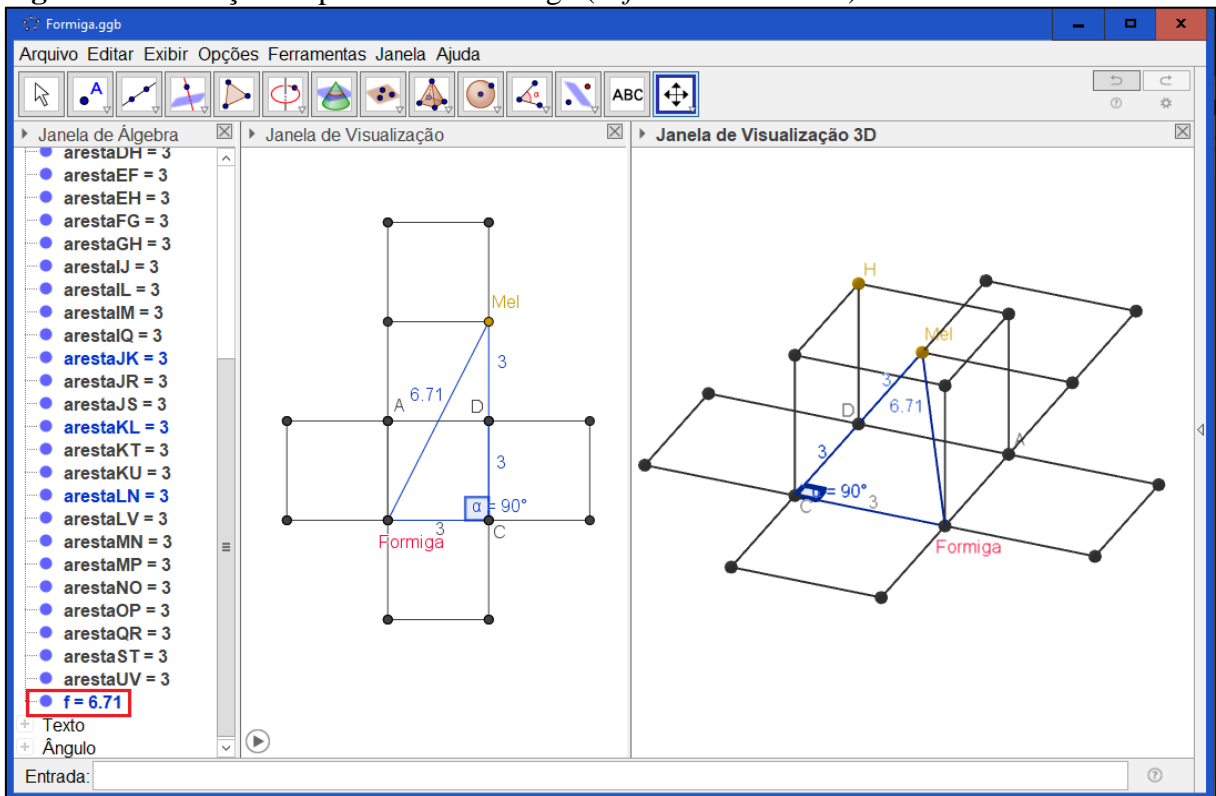 Formiga.ggb
Arquivo Editar Exibir Opções Ferramentas Janela Ajuda
A
α
ABC
Janela de Álgebra
Janela de Visualização
Janela de Visualização 3D
arestaDH = 3
arestaEF = 3
arestaEH = 3
arestaFG = 3
arestaGH = 3
arestaIJ = 3
arestaIL = 3
arestaIM = 3
arestaIQ = 3
arestaJK = 3
arestaJR = 3
arestaJS = 3
arestaKL = 3
arestaKT = 3
arestaKU = 3
arestaLN = 3
arestaLV = 3
arestaMN = 3
arestaMP = 3
arestaNO = 3
arestaOP = 3
arestaQR = 3
arestaST = 3
arestaUV = 3
f = 6.71
Texto
Ângulo
Mel
3
6.71
A
D
3
α = 90°
3
C
Formiga
H
Mel
3
6.71
D
A
3
α = 90°
3
C
Formiga
Entrada: